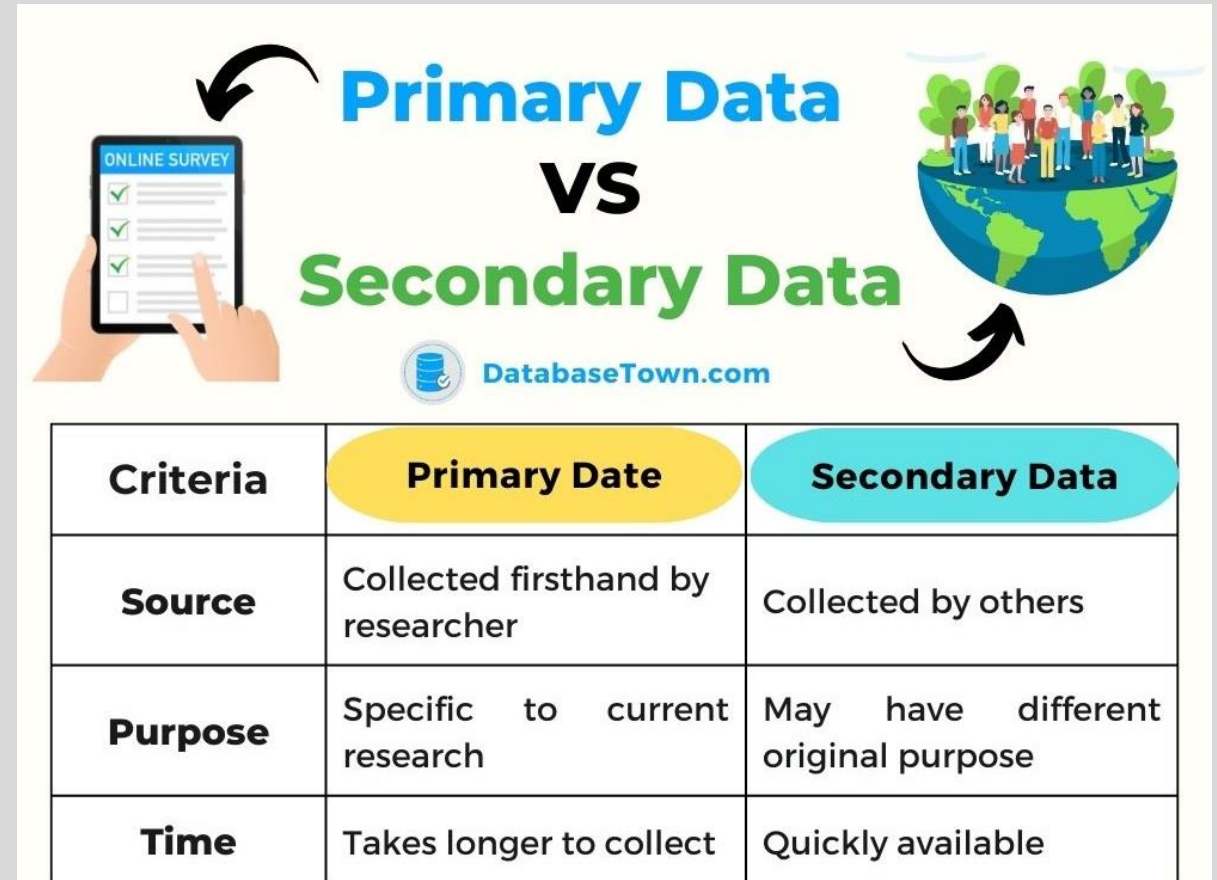 Primary Data
VS
Secondary Data
ONLINE SURVEY
DatabaseTown.com
Criteria
Primary Date
Secondary Data
Source
Collected firsthand by
researcher
Collected by others
Purpose
Specific to current
research
May have different
original purpose
Time
Takes longer to collect
Quickly available